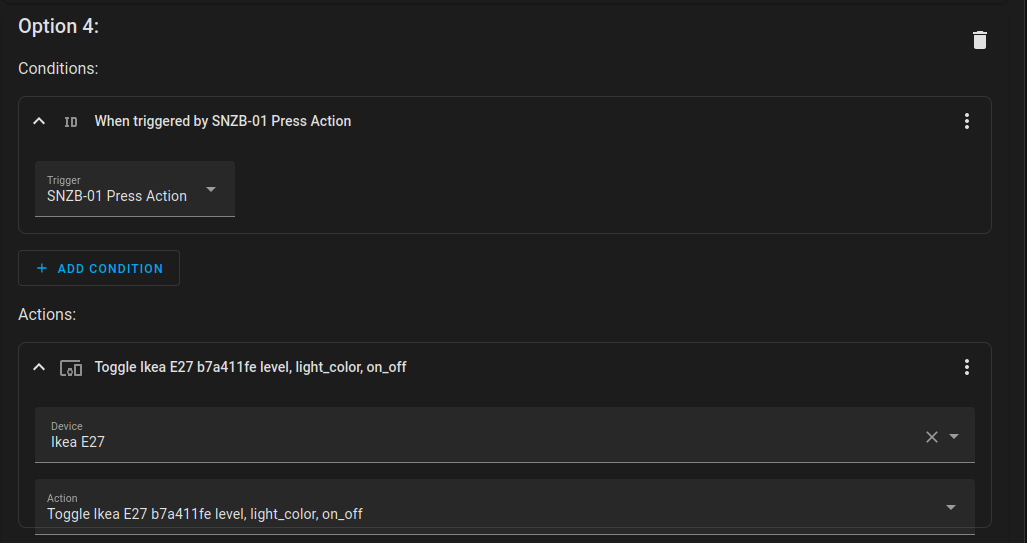 Option 4:
Conditions:
ID When triggered by SNZB-01 Press Action
Trigger
SNZB-01 Press Action
+ ADD CONDITION
Actions:
Toggle Ikea E27 b7a411fe level, light_color, on_off
Device
Ikea E27
Action
Toggle Ikea E27 b7a411fe level, light_color, on_off